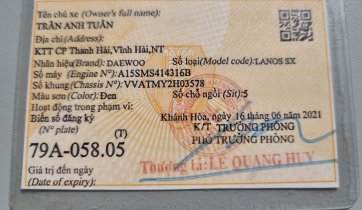 Tên chủ xe (Owner's full name):
TRẦN ANH TUẤN
Địa chỉ(Address):
KTT CP Thanh Hải,Vĩnh Hải,NT
Nhãn hiệu(Brand): DAEWOO Số loại(Model code): LANOS SX
Số máy (Engine N°): A15SMS414316B
Số khung(Chassis N°): VVATMY2H03578
Màu sơn(Color):Đen Số chỗ ngồi (Sit):5
Hoạt động trong phạm vi:
Biển số đăng ký (T) Khánh Hòa, ngày 16 tháng 06 năm 2021
(N° plate) K/T TRƯỞNG PHÒNG
PHÓ TRƯỞNG PHÒNG
79A-058.05
Thượng tá:LÊ QUANG HUY
Giá trị đến ngày
(Date of expiry):